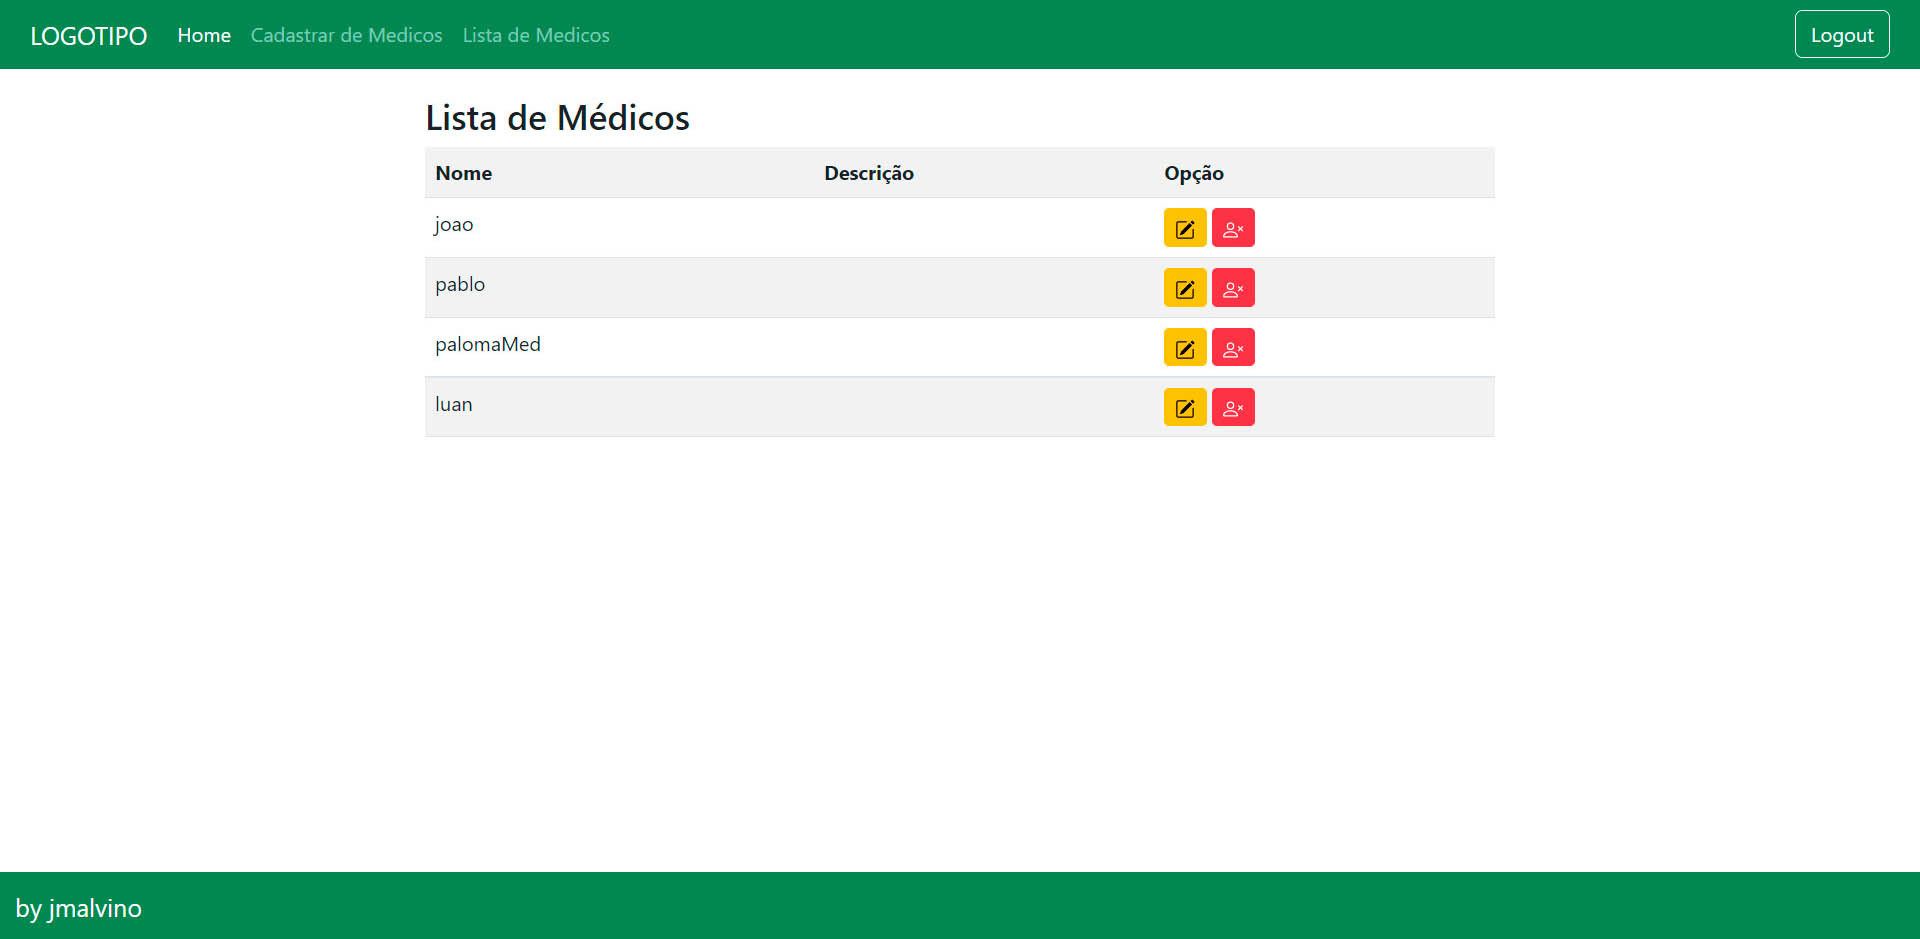 LOGOTIPO Home Cadastrar de Medicos Lista de Medicos Logout
Lista de Médicos
Nome Descrição Opção
joao
pablo
palomaMed
luan
by jmalvino